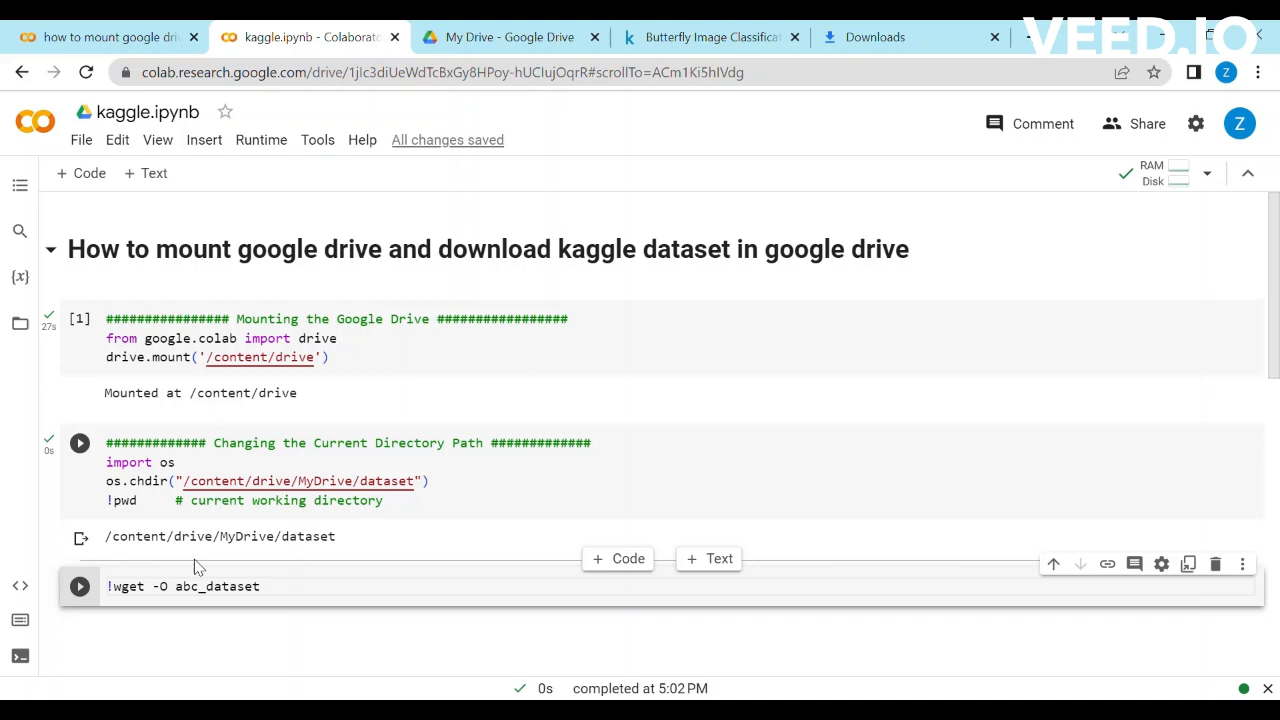 VEED.IO
how to mount google driv
kaggle.ipynb - Colaborato
My Drive - Google Drive
Butterfly Image Classificat
Downloads
colab.research.google.com/drive/1jIc3diUeWdTcBxGy8HPoy-hUCIujOqrR#scrollTo=ACm1Ki5hIVdg
Z
CO
kaggle.ipynb
Comment
Share
Z
File Edit View Insert Runtime Tools Help All changes saved
+ Code + Text
RAM
Disk
How to mount google drive and download kaggle dataset in google drive
{x}
27s
[1] ################ Mounting the Google Drive #################
from google.colab import drive
drive.mount('/content/drive')
Mounted at /content/drive
0s
############# Changing the Current Directory Path #############
import os
os.chdir("/content/drive/MyDrive/dataset")
!pwd # current working directory
/content/drive/MyDrive/dataset
+ Code + Text
!wget -O abc_dataset
0s completed at 5:02 PM